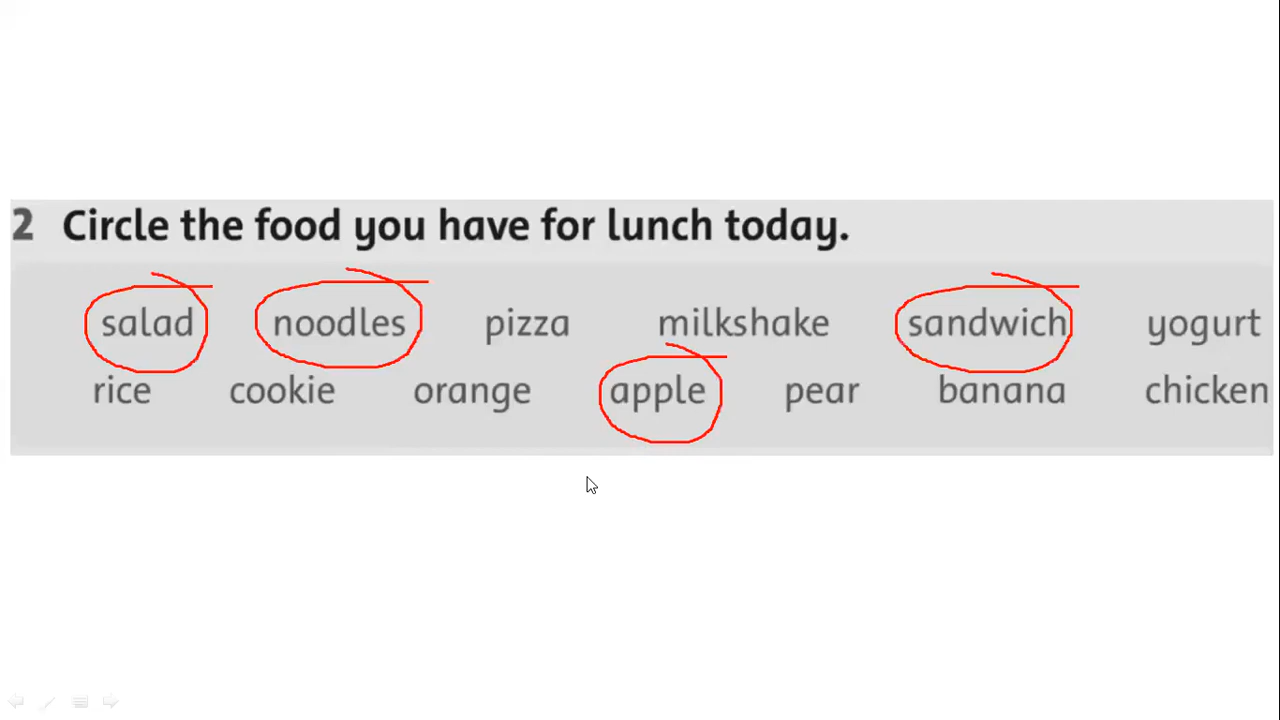 2 Circle the food you have for lunch today.
salad noodles pizza milkshake sandwich yogurt
rice cookie orange apple pear banana chicken